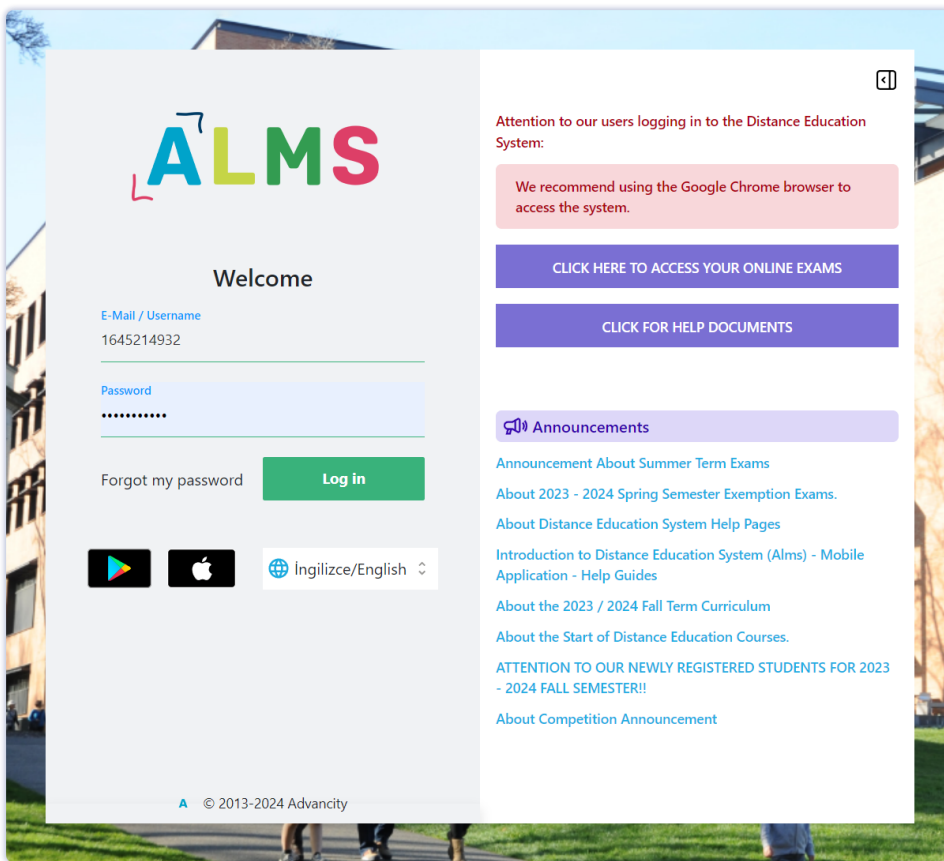 ALMS
Welcome
E-Mail / Username
1645214932
Password
•••••••••••
Forgot my password
Log in
İngilizce/English
A © 2013-2024 Advancity
Attention to our users logging in to the Distance Education
System:
We recommend using the Google Chrome browser to
access the system.
CLICK HERE TO ACCESS YOUR ONLINE EXAMS
CLICK FOR HELP DOCUMENTS
Announcements
Announcement About Summer Term Exams
About 2023 - 2024 Spring Semester Exemption Exams.
About Distance Education System Help Pages
Introduction to Distance Education System (Alms) - Mobile
Application - Help Guides
About the 2023 / 2024 Fall Term Curriculum
About the Start of Distance Education Courses.
ATTENTION TO OUR NEWLY REGISTERED STUDENTS FOR 2023
- 2024 FALL SEMESTER!!
About Competition Announcement